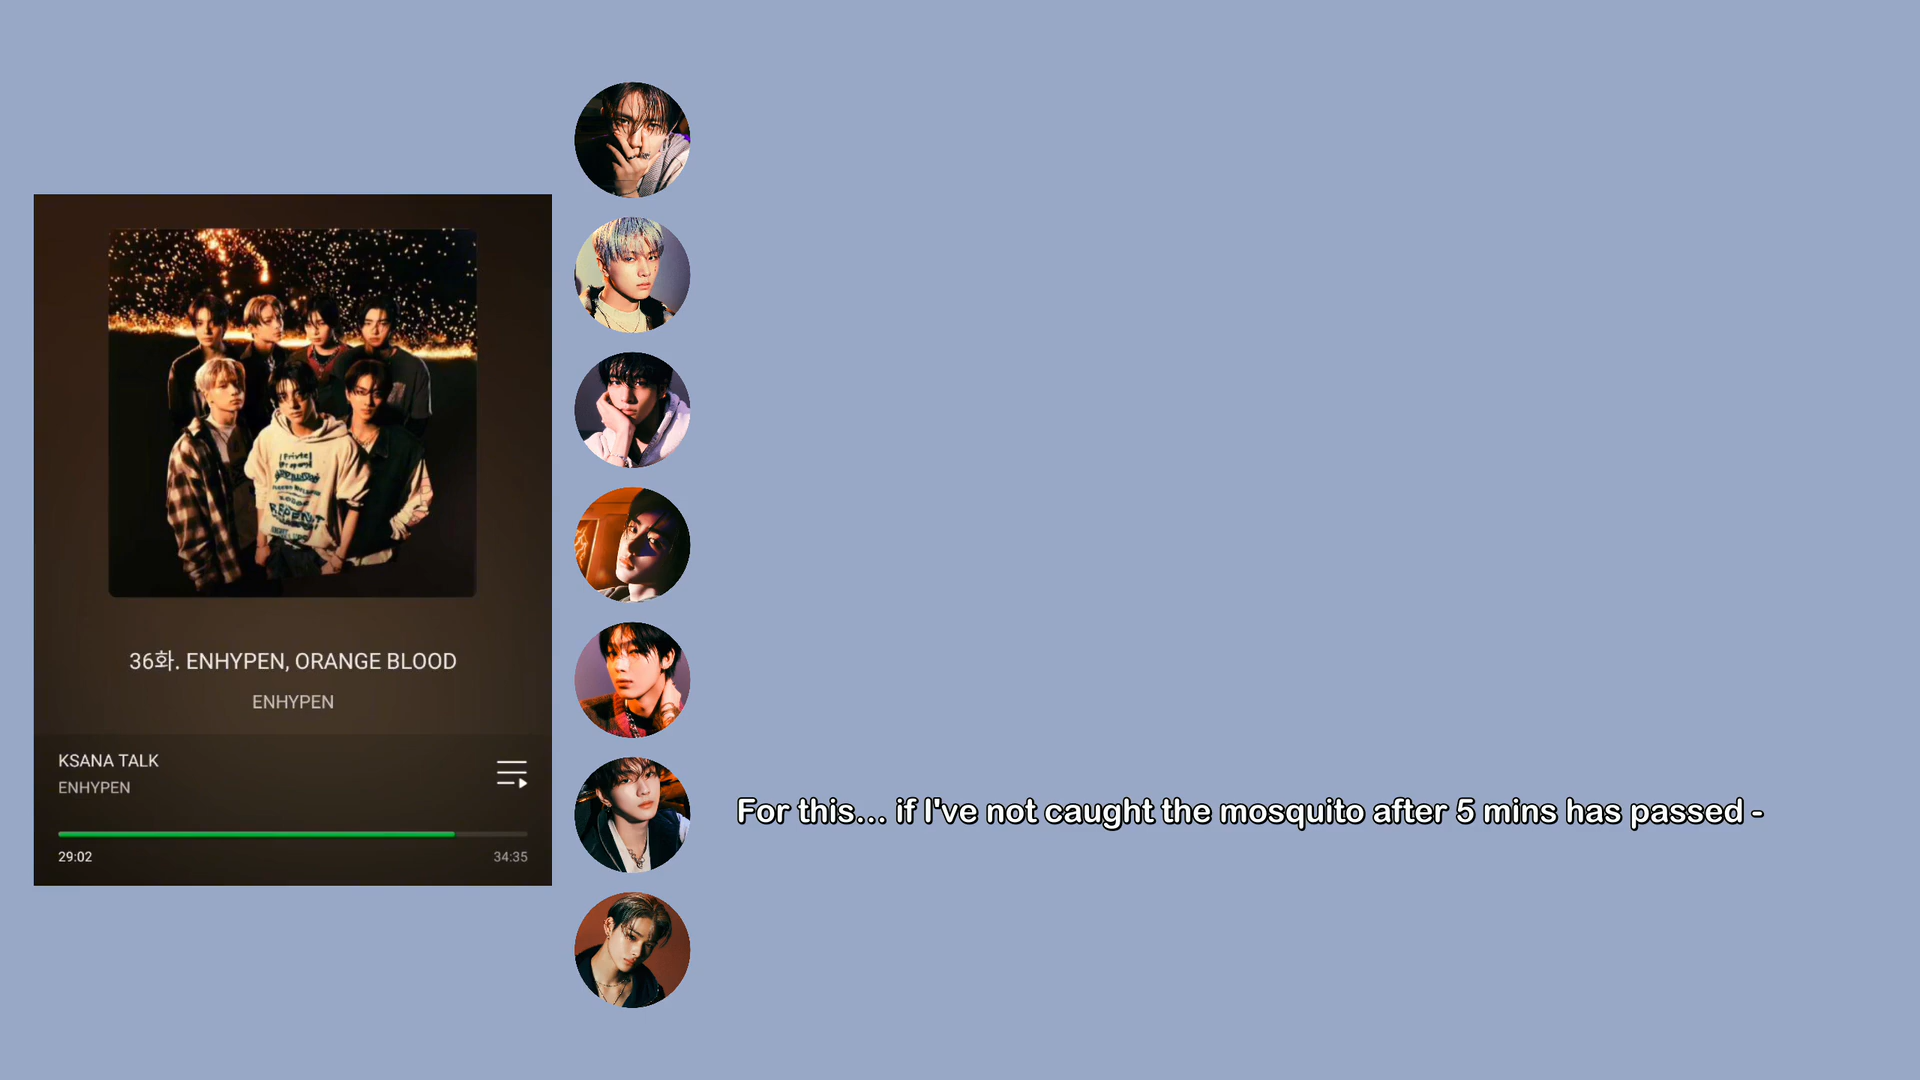 36화. ENHYPEN, ORANGE BLOOD
ENHYPEN
KSANA TALK
ENHYPEN
29:02
34:35
For this... if I've not caught the mosquito after 5 mins has passed -